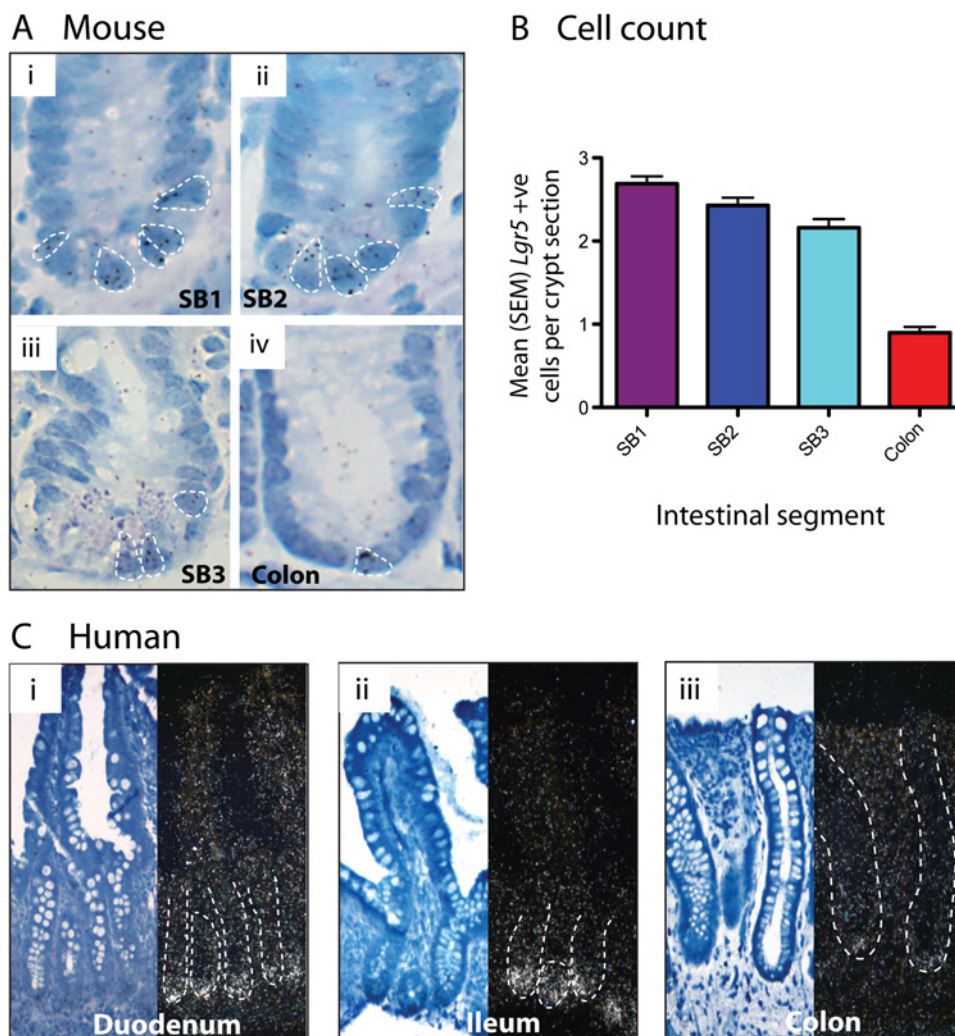 A Mouse
i
ii
SB1
SB2
iii
iv
SB3
Colon
B Cell count
Mean (SEM) Lgr5 +ve
cells per crypt section
3
2
1
0
SB1
SB2
SB3
Colon
Intestinal segment
C Human
i
ii
iii
Duodenum
Ileum
Colon